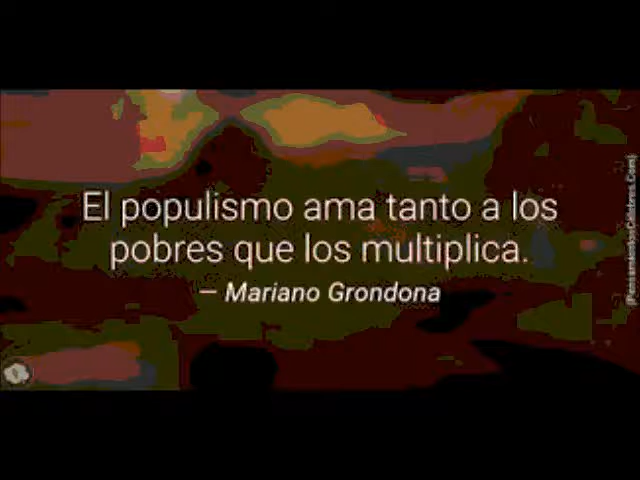 El populismo ama tanto a los
pobres que los multiplica.
— Mariano Grondona